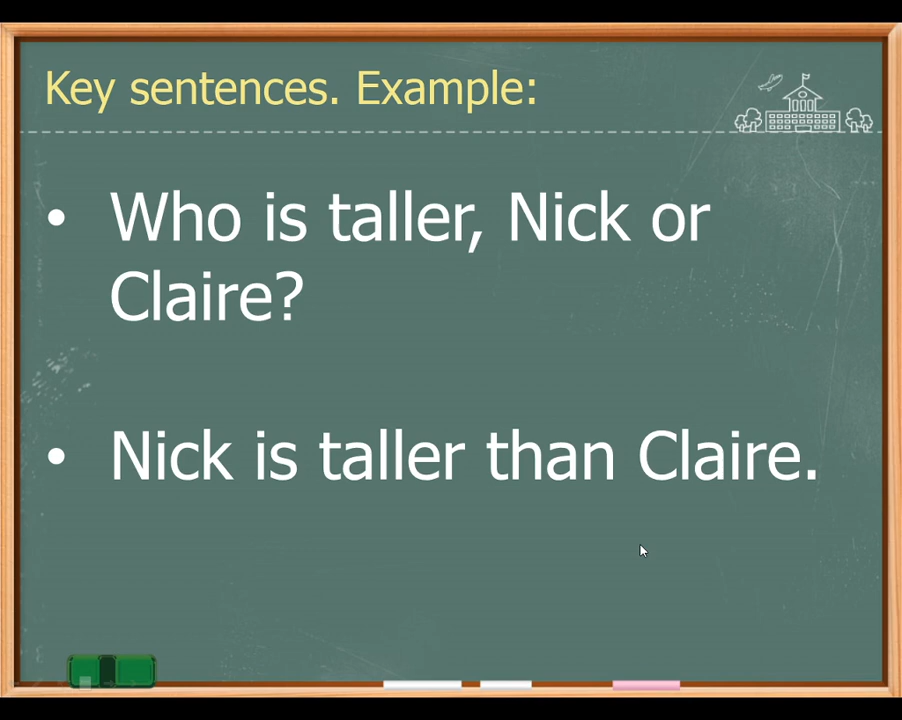 Key sentences. Example:
• Who is taller, Nick or
Claire?
• Nick is taller than Claire.